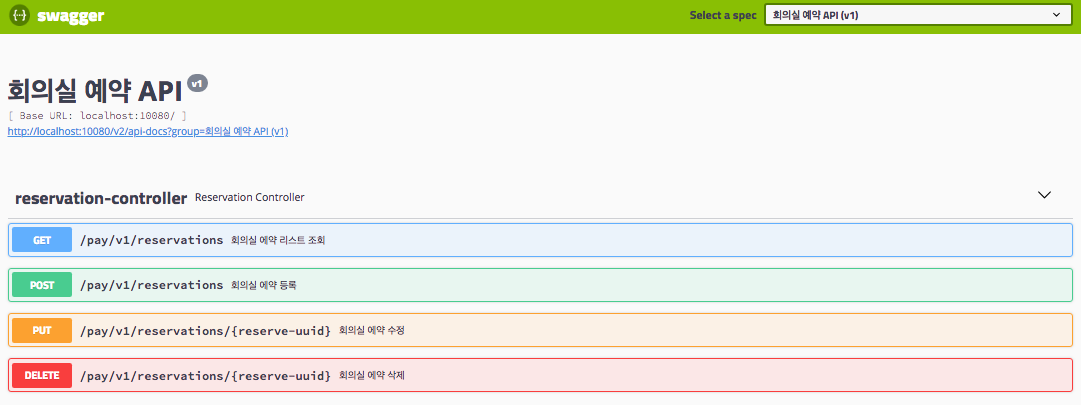 {···} swagger Select a spec 회의실 예약 API (v1)
회의실 예약 API v1
[ Base URL: localhost:10080/ ]
http://localhost:10080/v2/api-docs?group=회의실 예약 API (v1)
reservation-controller Reservation Controller
GET /pay/v1/reservations 회의실 예약 리스트 조회
POST /pay/v1/reservations 회의실 예약 등록
PUT /pay/v1/reservations/{reserve-uuid} 회의실 예약 수정
DELETE /pay/v1/reservations/{reserve-uuid} 회의실 예약 삭제